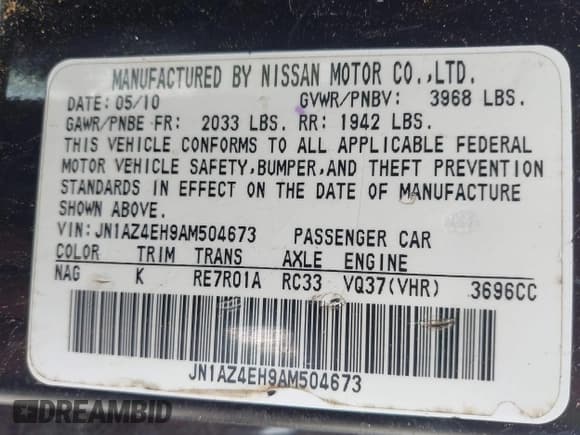 MANUFACTURED BY NISSAN MOTOR CO.,LTD.
DATE: 05/10 GVWR/PNBV: 3968 LBS.
GAWR/PNBE FR: 2033 LBS. RR: 1942 LBS.
THIS VEHICLE CONFORMS TO ALL APPLICABLE FEDERAL
MOTOR VEHICLE SAFETY,BUMPER,AND THEFT PREVENTION
STANDARDS IN EFFECT ON THE DATE OF MANUFACTURE
SHOWN ABOVE.
VIN: JN1AZ4EH9AM504673 PASSENGER CAR
COLOR TRIM TRANS AXLE ENGINE
NAG K RE7R01A RC33 VQ37(VHR) 3696CC
JN1AZ4EH9AM504673
DREAMBID